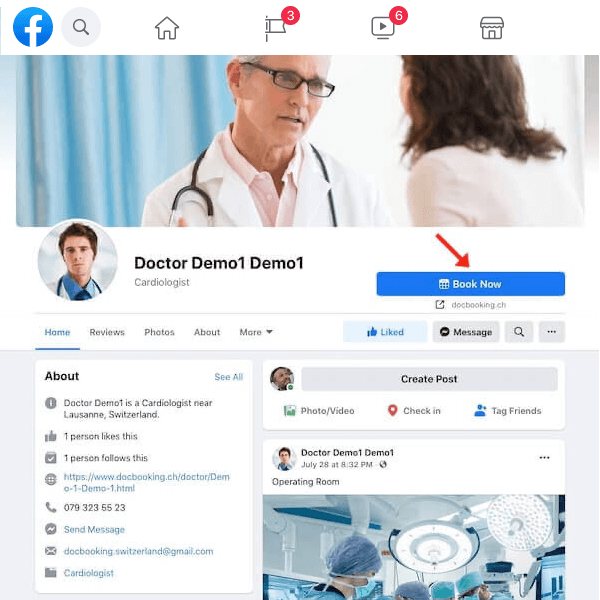 3
6
Doctor Demo1 Demo1
Cardiologist
Book Now
docbooking.ch
Home Reviews Photos About More Liked Message
About See All
Doctor Demo1 is a Cardiologist near
Lausanne, Switzerland.
1 person likes this
1 person follows this
https://www.docbooking.ch/doctor/Dem
o-1-Demo-1.html
079 323 55 23
Send Message
docbooking.switzerland@gmail.com
Cardiologist
Create Post
Photo/Video Check in Tag Friends
Doctor Demo1 Demo1
July 28 at 8:32 PM ·
Operating Room